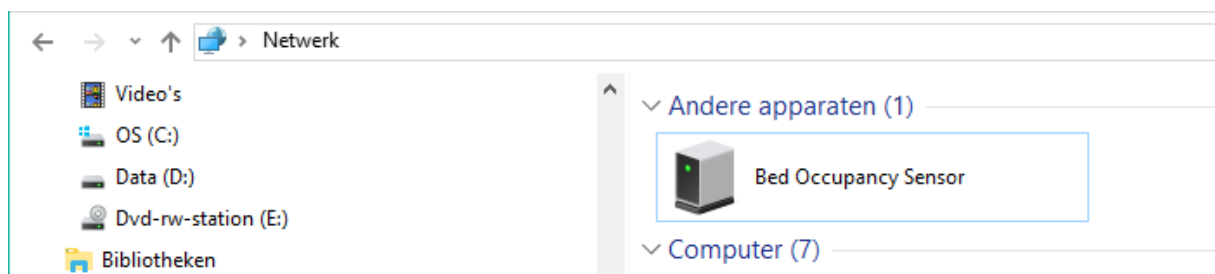 Netwerk
Video's
OS (C:)
Data (D:)
Dvd-rw-station (E:)
Bibliotheken
Andere apparaten (1)
Bed Occupancy Sensor
Computer (7)